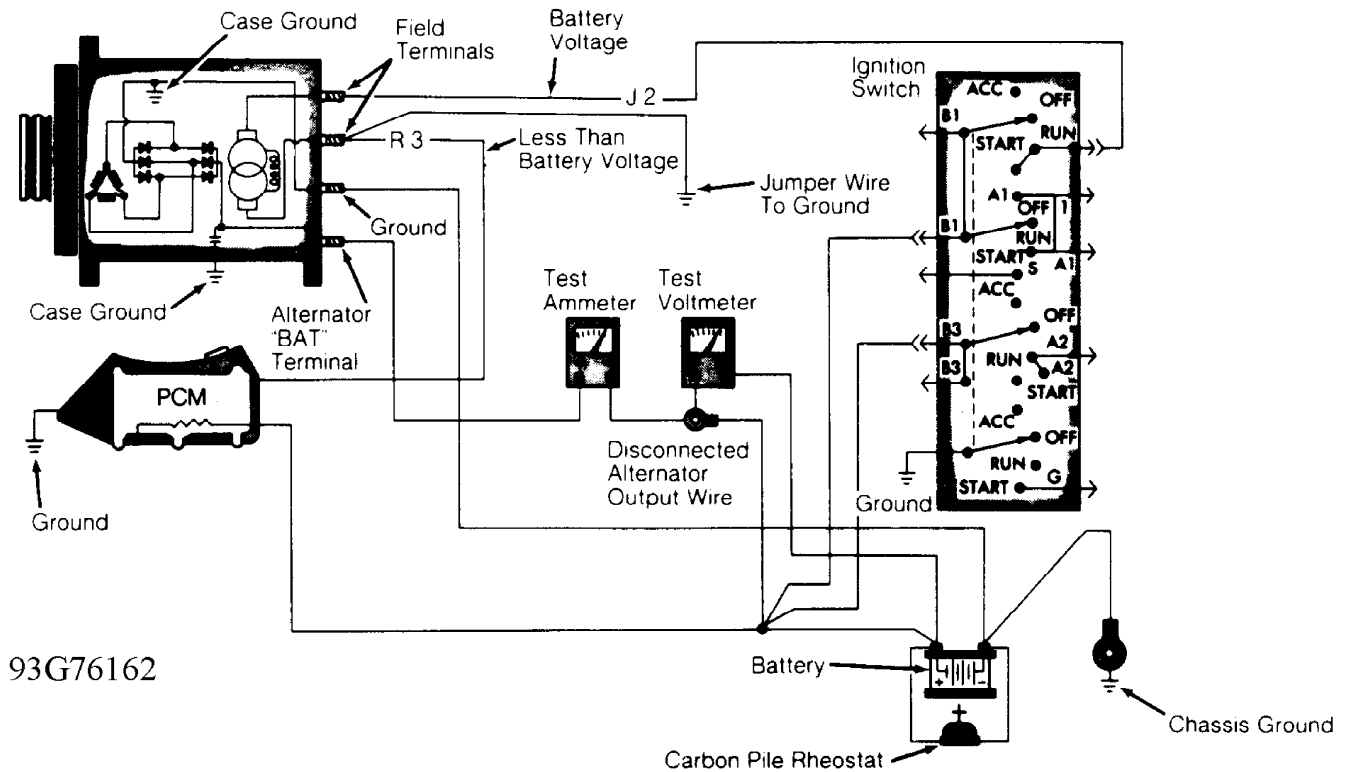 Case Ground
Field
Terminals
Battery
Voltage
J 2
R 3
Less Than
Battery Voltage
Jumper Wire
To Ground
Ground
Case Ground
Alternator
"BAT"
Terminal
PCM
Ground
Test
Ammeter
Test
Voltmeter
Disconnected
Alternator
Output Wire
Ignition
Switch
ACC
OFF
B1
RUN
START
A1
1
OFF
B1
RUN
START
A1
S
ACC
OFF
B3
A2
RUN
A2
B3
START
ACC
OFF
RUN
G
START
Ground
Battery
+
-
+
Carbon Pile Rheostat
Chassis Ground
93G76162